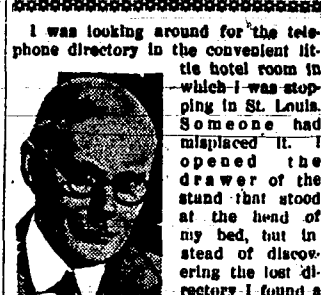 I was looking around for the tele-
phone directory in the convenient lit-
tle hotel room in
which I was stop-
ping in St. Louis.
Someone had
misplaced it. I
opened the
drawer of the
stand that stood
at the head of
my bed, but in
stead of discov-
ering the lost di-
rectory I found a